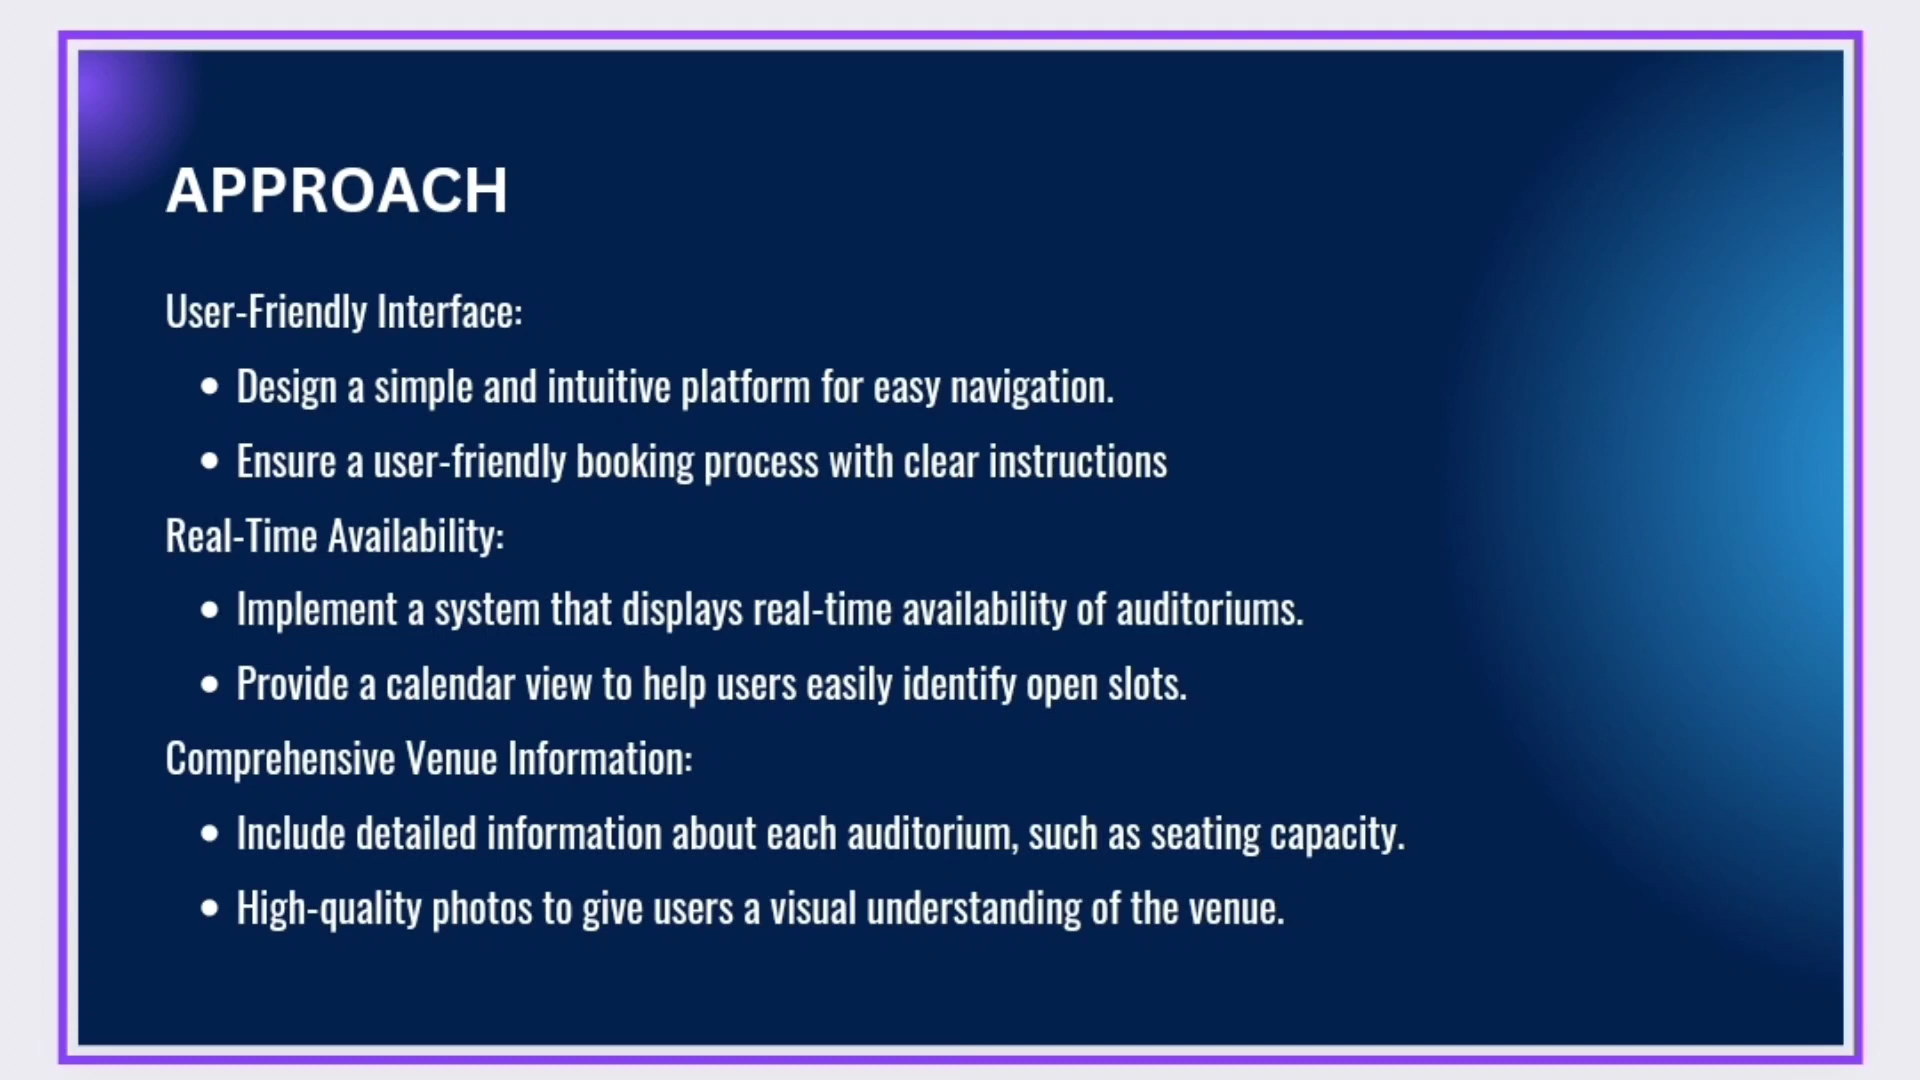 APPROACH
User-Friendly Interface:
• Design a simple and intuitive platform for easy navigation.
• Ensure a user-friendly booking process with clear instructions
Real-Time Availability:
• Implement a system that displays real-time availability of auditoriums.
• Provide a calendar view to help users easily identify open slots.
Comprehensive Venue Information:
• Include detailed information about each auditorium, such as seating capacity.
• High-quality photos to give users a visual understanding of the venue.